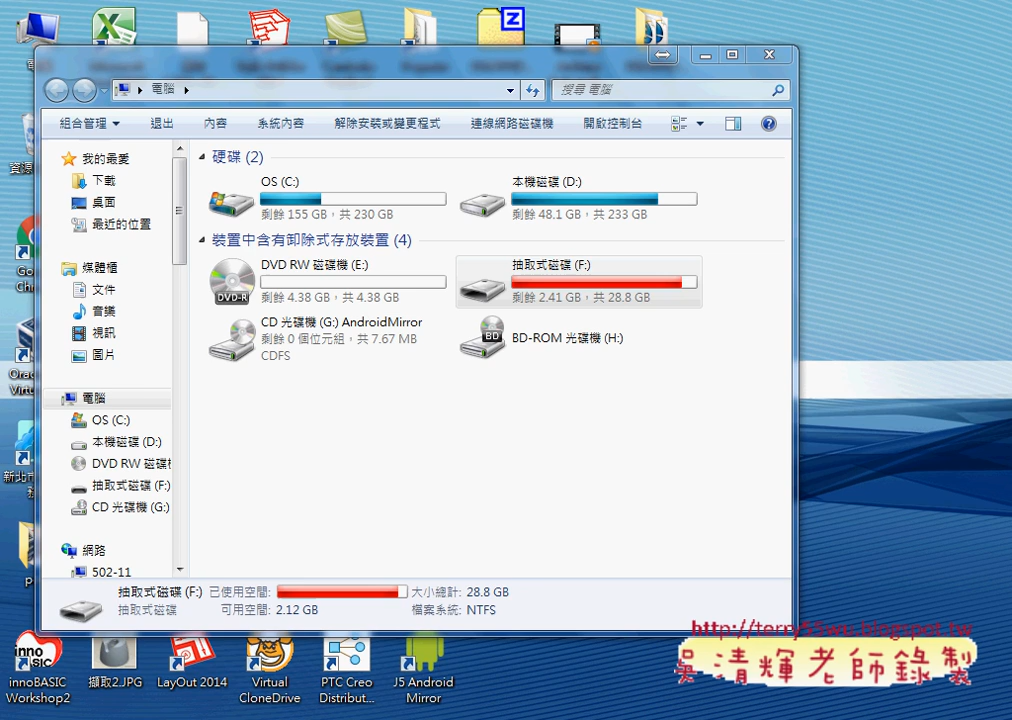 電腦
搜尋 電腦
組合管理 退出 內容 系統內容 解除安裝或變更程式 連線網路磁碟機 開啟控制台
我的最愛
下載
桌面
最近的位置
媒體櫃
文件
音樂
視訊
圖片
電腦
OS (C:)
本機磁碟 (D:)
DVD RW 磁碟
抽取式磁碟 (F:)
CD 光碟機 (G:)
網路
502-11
硬碟 (2)
OS (C:)
剩餘 155 GB，共 230 GB
本機磁碟 (D:)
剩餘 48.1 GB，共 233 GB
裝置中含有卸除式存放裝置 (4)
DVD RW 磁碟機 (E:)
DVD-R
剩餘 4.38 GB，共 4.38 GB
抽取式磁碟 (F:)
剩餘 2.41 GB，共 28.8 GB
CD 光碟機 (G:) AndroidMirror
剩餘 0 個位元組，共 7.67 MB
CDFS
BD
BD-ROM 光碟機 (H:)
抽取式磁碟 (F:) 已使用空間: 大小總計: 28.8 GB
抽取式磁碟 可用空間: 2.12 GB 檔案系統: NTFS
http://terry55wu.blogspot.tw
吳清輝老師錄製
inno
BASIC
innoBASIC
Workshop2
擷取2.JPG
LayOut 2014
Virtual
CloneDrive
PTC Creo
Distribut...
J5 Android
Mirror